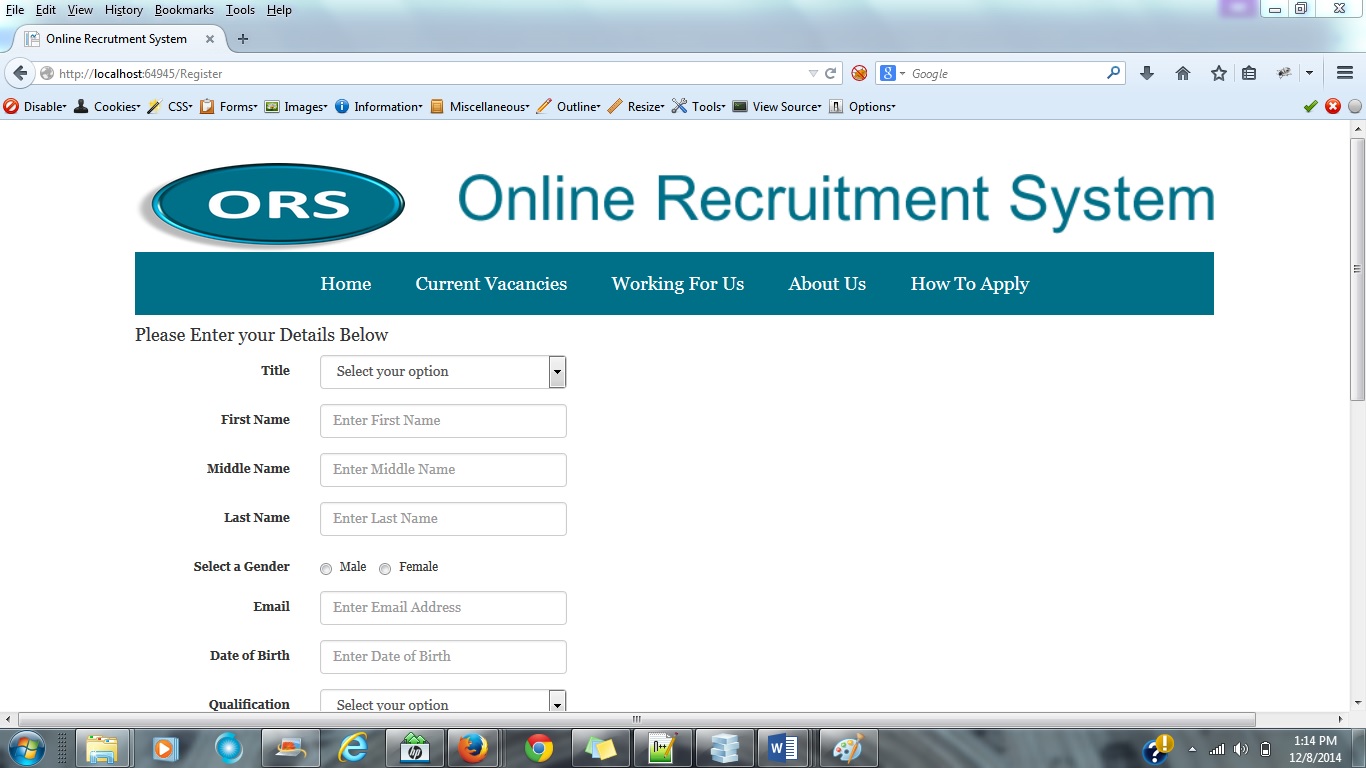 File Edit View History Bookmarks Tools Help
Online Recrutment System
http://localhost:64945/Register
Google
Disable Cookies CSS Forms Images Information Miscellaneous Outline Resize Tools View Source Options
ORS Online Recruitment System
Home Current Vacancies Working For Us About Us How To Apply
Please Enter your Details Below
Title Select your option
First Name Enter First Name
Middle Name Enter Middle Name
Last Name Enter Last Name
Select a Gender Male Female
Email Enter Email Address
Date of Birth Enter Date of Birth
Qualification Select your option
1:14 PM
12/8/2014